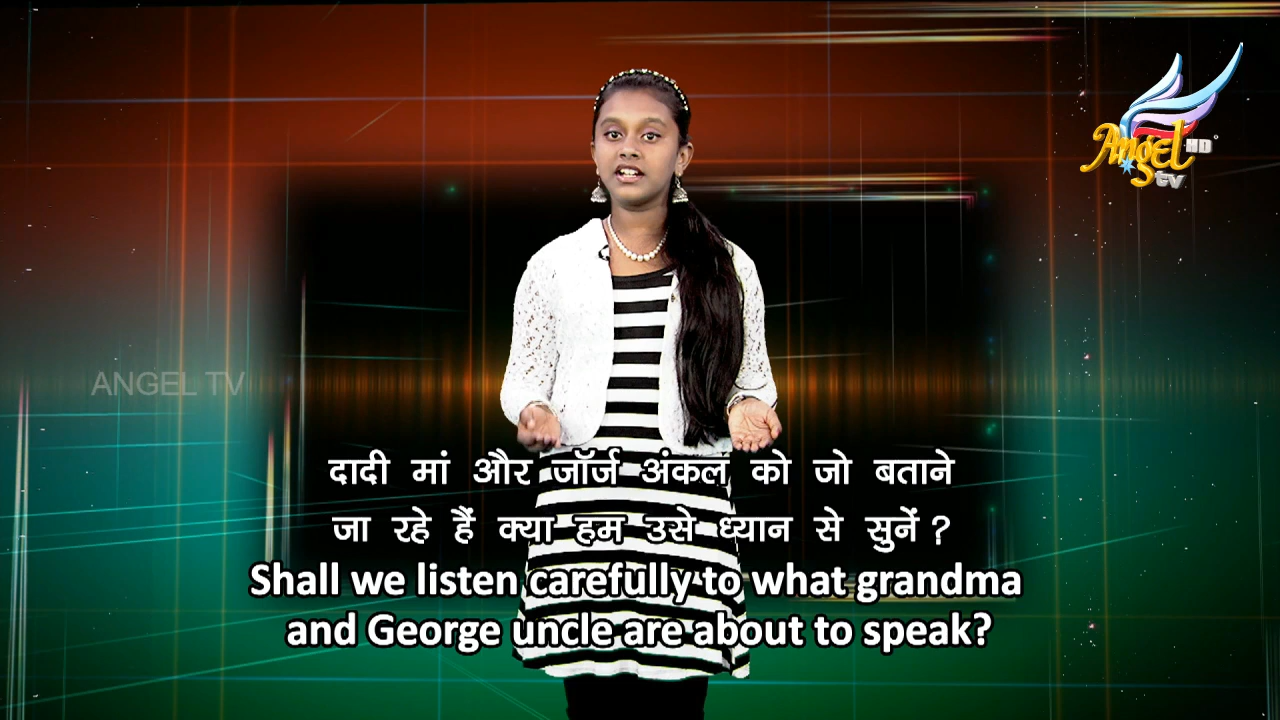 Angel HD
tv
ANGEL TV
दादी मां और जॉर्ज अंकल को जो बताने
जा रहे हैं क्या हम उसे ध्यान से सुनें ?
Shall we listen carefully to what grandma
and George uncle are about to speak?